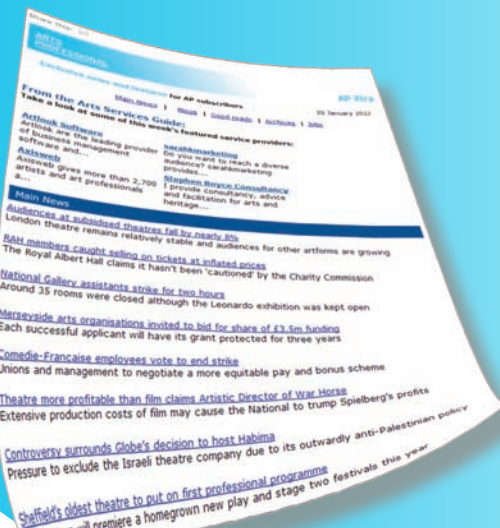 ARTS
PROFESSIONAL
Exclusive news and features for AP subscribers
Main News | News | Good reads | Archives | Jobs
20 January 2012
From the Arts Services Guide:
Take a look at some of this week's featured service providers:
Artlook Software
Artlook are the leading provider
of business management
software and...
Axisweb
Axisweb gives more than 2,700
artists and art professionals
a...
sarahkmarketing
Do you want to reach a diverse
audience? sarahkmarketing
provides...
Stephen Boyce Consultancy
I provide consultancy, advice
and facilitation for arts and
heritage...
Main News
Audiences at subsidised theatres fall by nearly 8%
London theatre remains relatively stable and audiences for other artforms are growing
RAH members caught selling on tickets at inflated prices
The Royal Albert Hall claims it hasn't been 'cautioned' by the Charity Commission
National Gallery assistants strike for two hours
Around 35 rooms were closed although the Leonardo exhibition was kept open
Merseyside arts organisations invited to bid for share of £3.5m funding
Each successful applicant will have its grant protected for three years
Comedie-Francaise employees vote to end strike
Unions and management to negotiate a more equitable pay and bonus scheme
Theatre more profitable than film claims Artistic Director of War Horse
Extensive production costs of film may cause the National to trump Spielberg's profits
Controversy surrounds Globe's decision to host Habima
Pressure to exclude the Israeli theatre company due to its outwardly anti-Palestinian policy
Sheffield's oldest theatre to put on first professional programme
will premiere a homegrown new play and stage two festivals this year